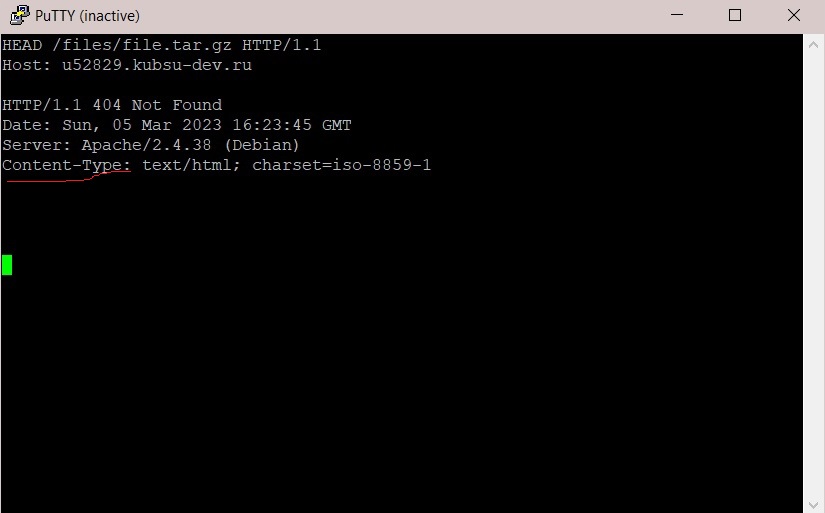 PuTTY (inactive)
HEAD /files/file.tar.gz HTTP/1.1
Host: u52829.kubsu-dev.ru
HTTP/1.1 404 Not Found
Date: Sun, 05 Mar 2023 16:23:45 GMT
Server: Apache/2.4.38 (Debian)
Content-Type: text/html; charset=iso-8859-1